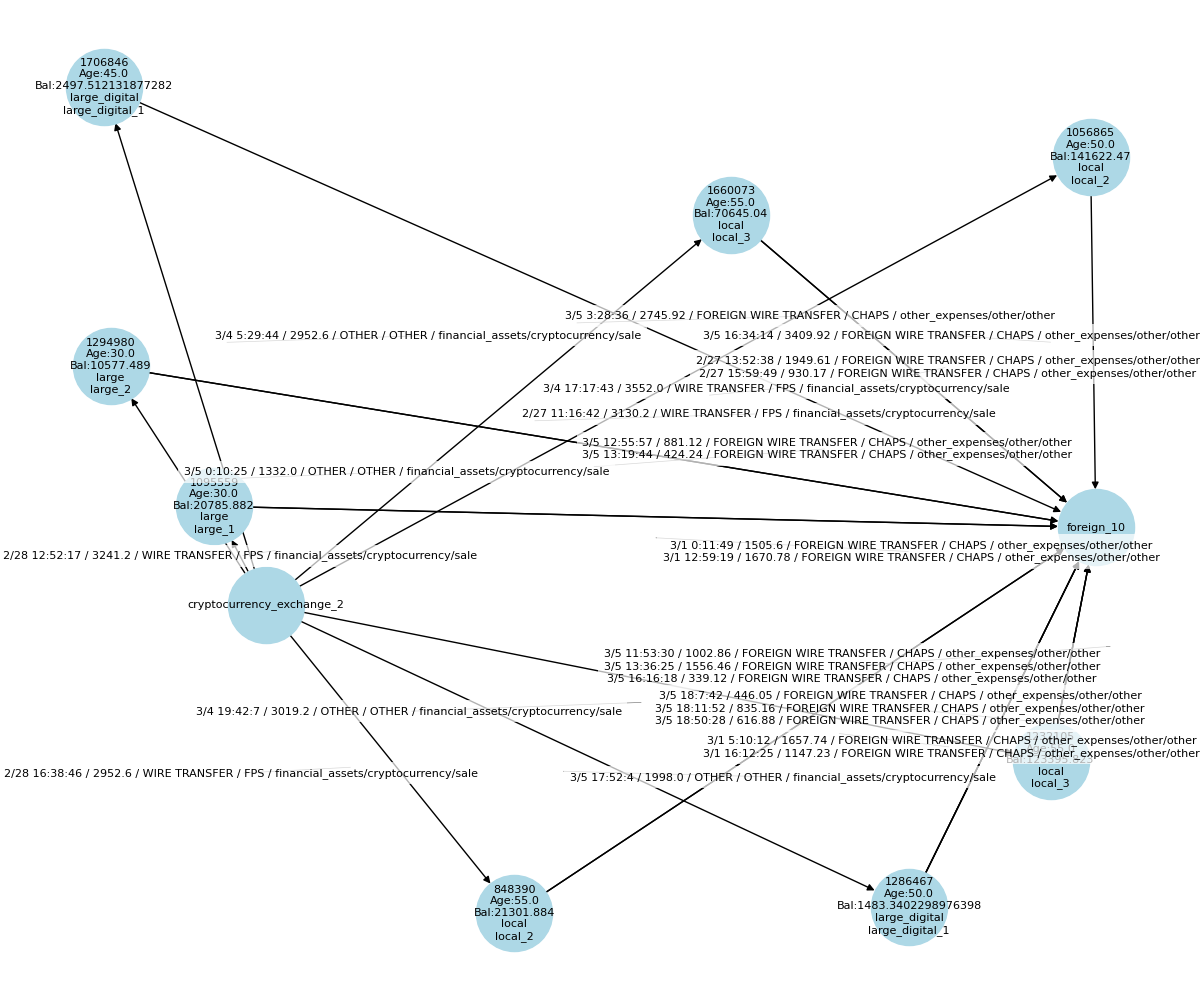 1706846
Age:45.0
Bal:2497.512131877282
large_digital
large_digital_1
1056865
Age:50.0
Bal:141622.47
local
local_2
1660073
Age:55.0
Bal:70645.04
local
local_3
3/5 3:28:36 / 2745.92 / FOREIGN WIRE TRANSFER / CHAPS / other_expenses/other/other
3/4 5:29:44 / 2952.6 / OTHER / OTHER / financial_assets/cryptocurrency/sale
3/5 16:34:14 / 3409.92 / FOREIGN WIRE TRANSFER / CHAPS / other_expenses/other/other
1294980
Age:30.0
Bal:10577.489
large
large_2
2/27 13:52:38 / 1949.61 / FOREIGN WIRE TRANSFER / CHAPS / other_expenses/other/other
2/27 15:59:49 / 930.17 / FOREIGN WIRE TRANSFER / CHAPS / other_expenses/other/other
3/4 17:17:43 / 3552.0 / WIRE TRANSFER / FPS / financial_assets/cryptocurrency/sale
2/27 11:16:42 / 3130.2 / WIRE TRANSFER / FPS / financial_assets/cryptocurrency/sale
3/5 12:55:57 / 881.12 / FOREIGN WIRE TRANSFER / CHAPS / other_expenses/other/other
3/5 13:19:44 / 424.24 / FOREIGN WIRE TRANSFER / CHAPS / other_expenses/other/other
3/5 0:10:25 / 1332.0 / OTHER / OTHER / financial_assets/cryptocurrency/sale
1095559
Age:30.0
Bal:20785.882
large
large_1
foreign_10
3/1 0:11:49 / 1505.6 / FOREIGN WIRE TRANSFER / CHAPS / other_expenses/other/other
3/1 12:59:19 / 1670.78 / FOREIGN WIRE TRANSFER / CHAPS / other_expenses/other/other
2/28 12:52:17 / 3241.2 / WIRE TRANSFER / FPS / financial_assets/cryptocurrency/sale
cryptocurrency_exchange_2
3/5 11:53:30 / 1002.86 / FOREIGN WIRE TRANSFER / CHAPS / other_expenses/other/other
3/5 13:36:25 / 1556.46 / FOREIGN WIRE TRANSFER / CHAPS / other_expenses/other/other
3/5 16:16:18 / 339.12 / FOREIGN WIRE TRANSFER / CHAPS / other_expenses/other/other
3/5 18:7:42 / 446.05 / FOREIGN WIRE TRANSFER / CHAPS / other_expenses/other/other
3/5 18:11:52 / 835.16 / FOREIGN WIRE TRANSFER / CHAPS / other_expenses/other/other
3/5 18:50:28 / 616.88 / FOREIGN WIRE TRANSFER / CHAPS / other_expenses/other/other
3/4 19:42:7 / 3019.2 / OTHER / OTHER / financial_assets/cryptocurrency/sale
3/1 5:10:12 / 1657.74 / FOREIGN WIRE TRANSFER / CHAPS / other_expenses/other/other
3/1 16:12:25 / 1147.23 / FOREIGN WIRE TRANSFER / CHAPS / other_expenses/other/other
local
local_3
2/28 16:38:46 / 2952.6 / WIRE TRANSFER / FPS / financial_assets/cryptocurrency/sale
3/5 17:52:4 / 1998.0 / OTHER / OTHER / financial_assets/cryptocurrency/sale
848390
Age:55.0
Bal:21301.884
local
local_2
1286467
Age:50.0
Bal:1483.3402298976398
large_digital
large_digital_1